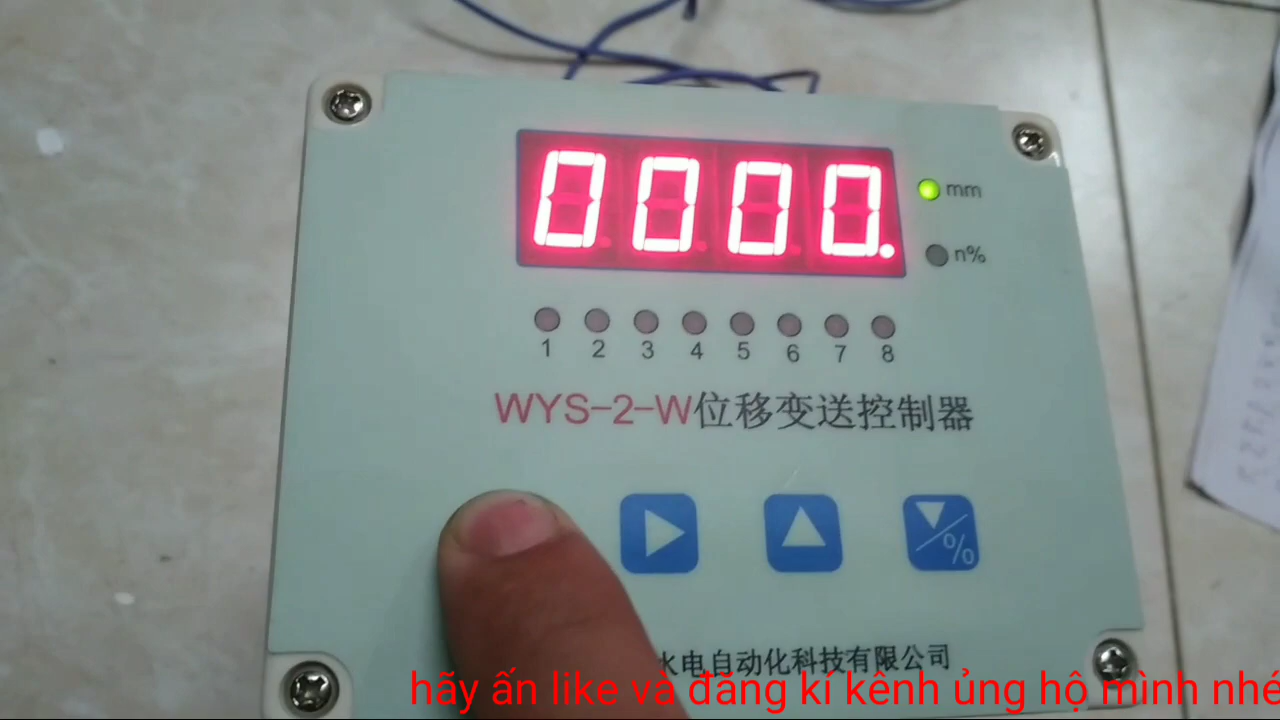 0000.
mm
n%
1 2 3 4 5 6 7 8
WYS-2-W位移变送控制器
%
水电自动化科技有限公司
hãy ấn like và đăng kí kênh ủng hộ mình nhé